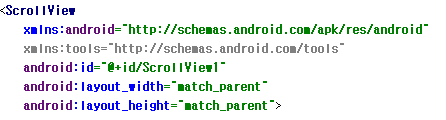 <ScrollView
xmlns:android="http://schemas.android.com/apk/res/android"
xmlns:tools="http://schemas.android.com/tools"
android:id="@+id/ScrollView1"
android:layout_width="match_parent"
android:layout_height="match_parent">